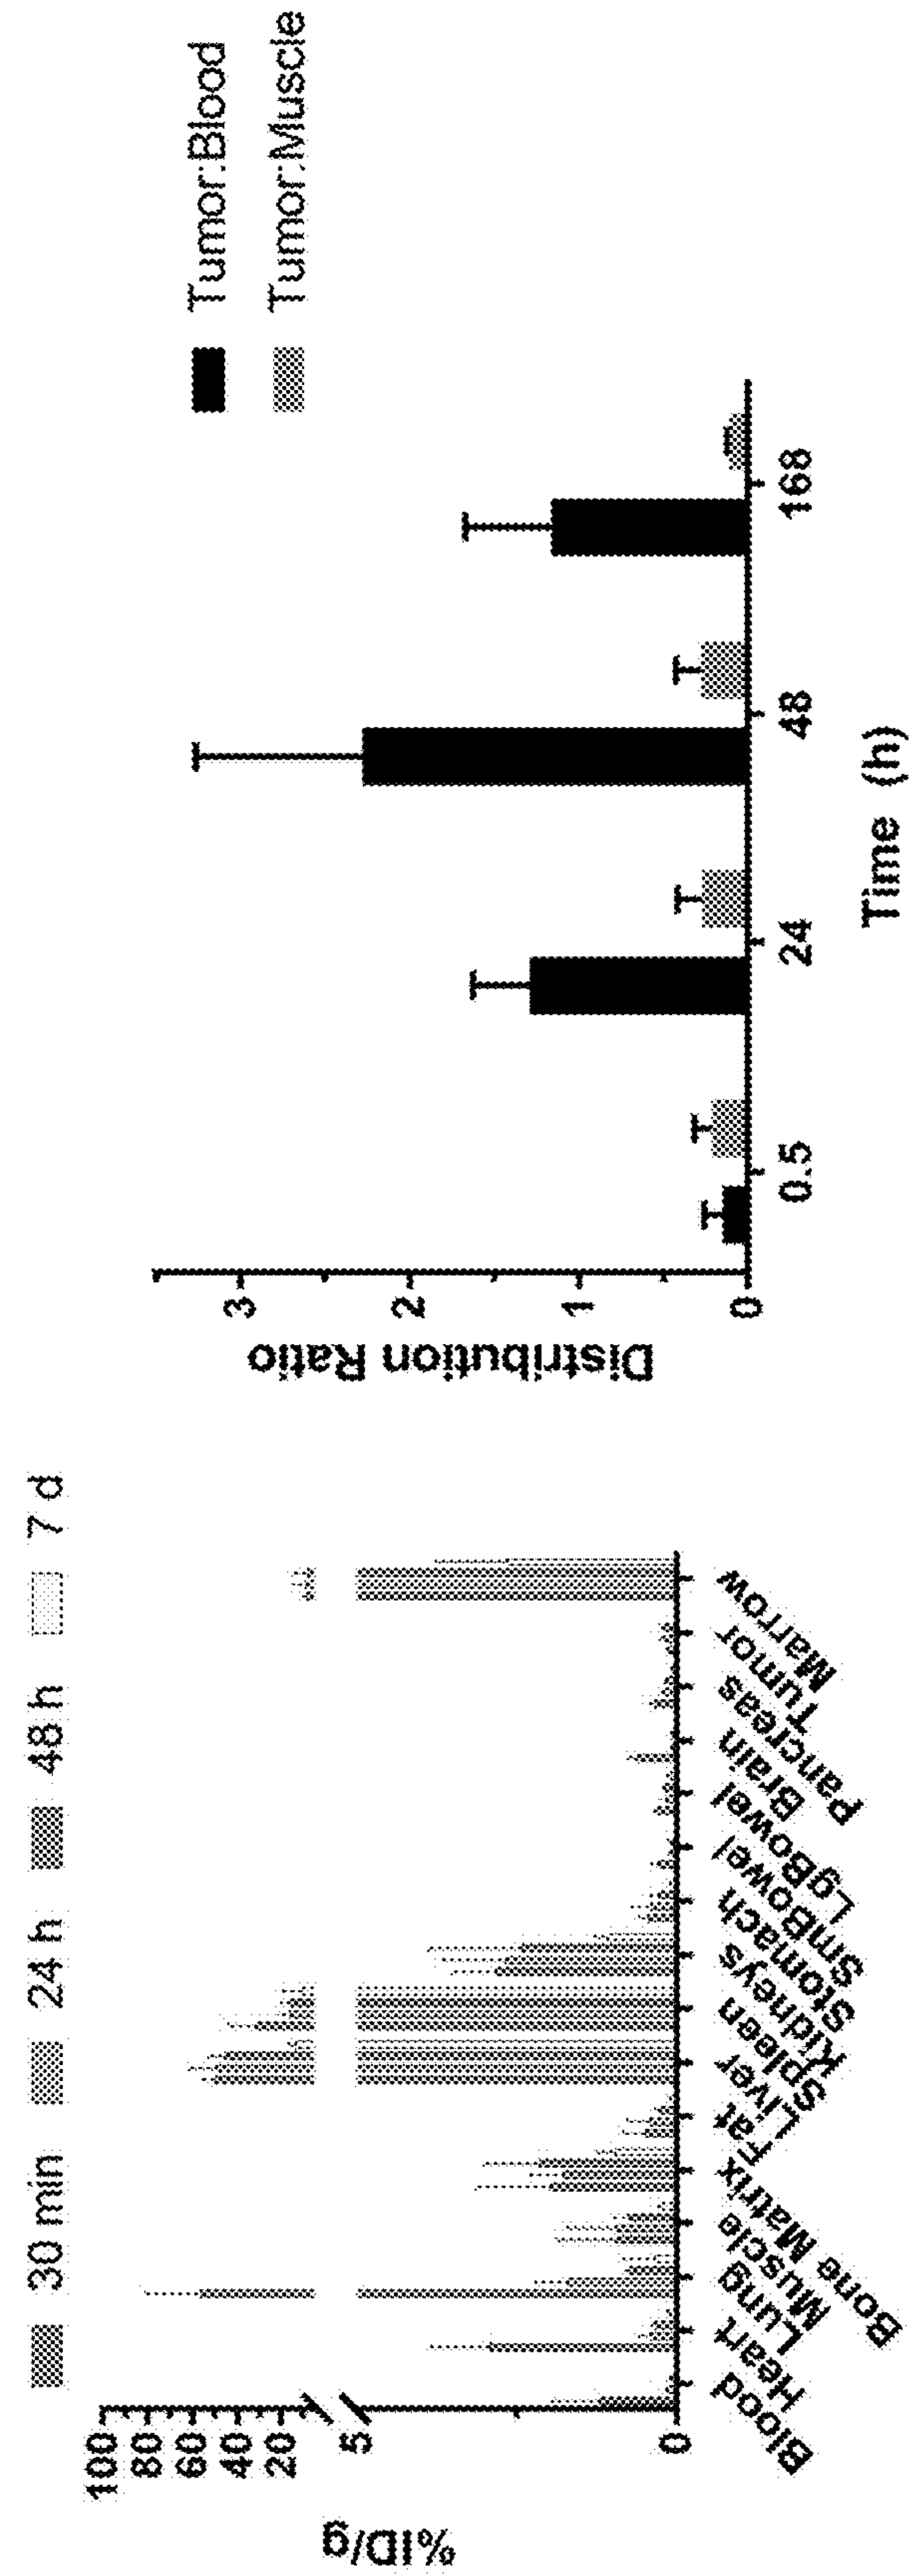 30 min 24 h 48 h 7 d
%ID/g
100
80
60
40
20
5
0
Blood
Heart
Lung
Muscle
Bone Matrix
Fat
Liver
Spleen
Kidneys
Stomach
SmBowel
LgBowel
Brain
Pancreas
Tumor
Marrow
Tumor:Blood
Tumor:Muscle
Distribution Ratio
3
2
1
0
0.5 24 48 168
Time (h)